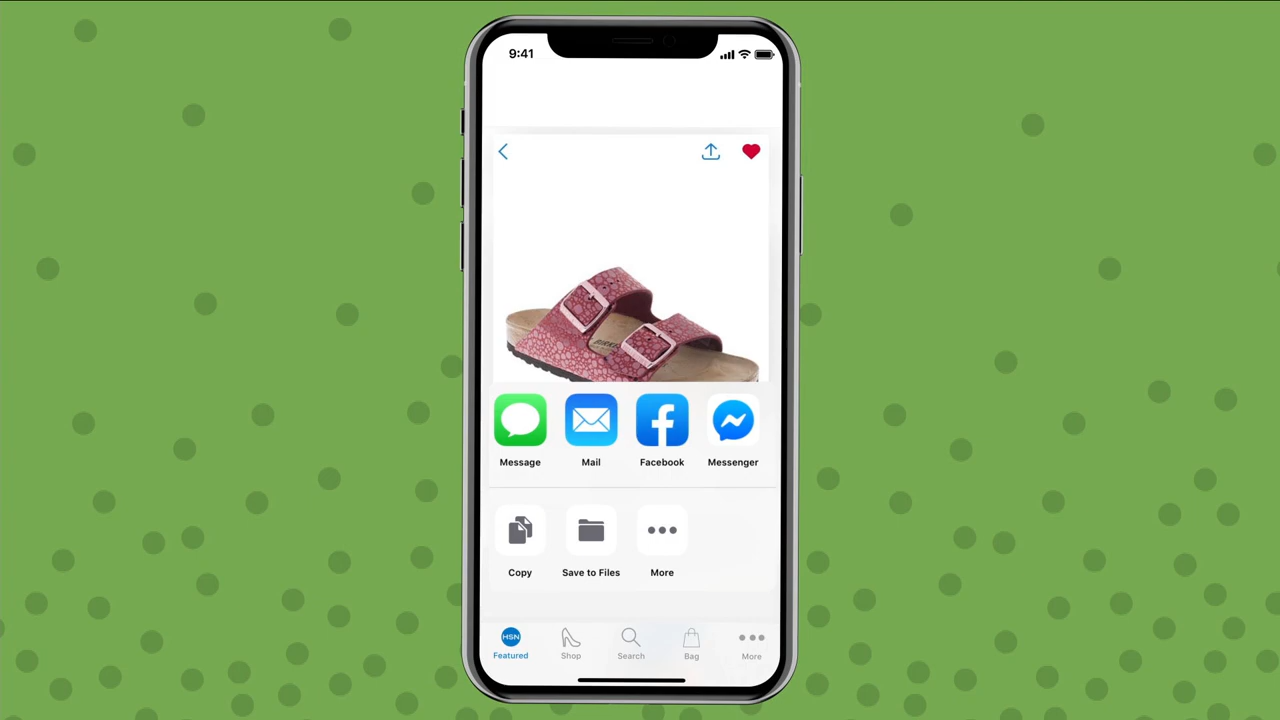 9:41
Message Mail Facebook Messenger
Copy Save to Files More
HSN
Featured Shop Search Bag More